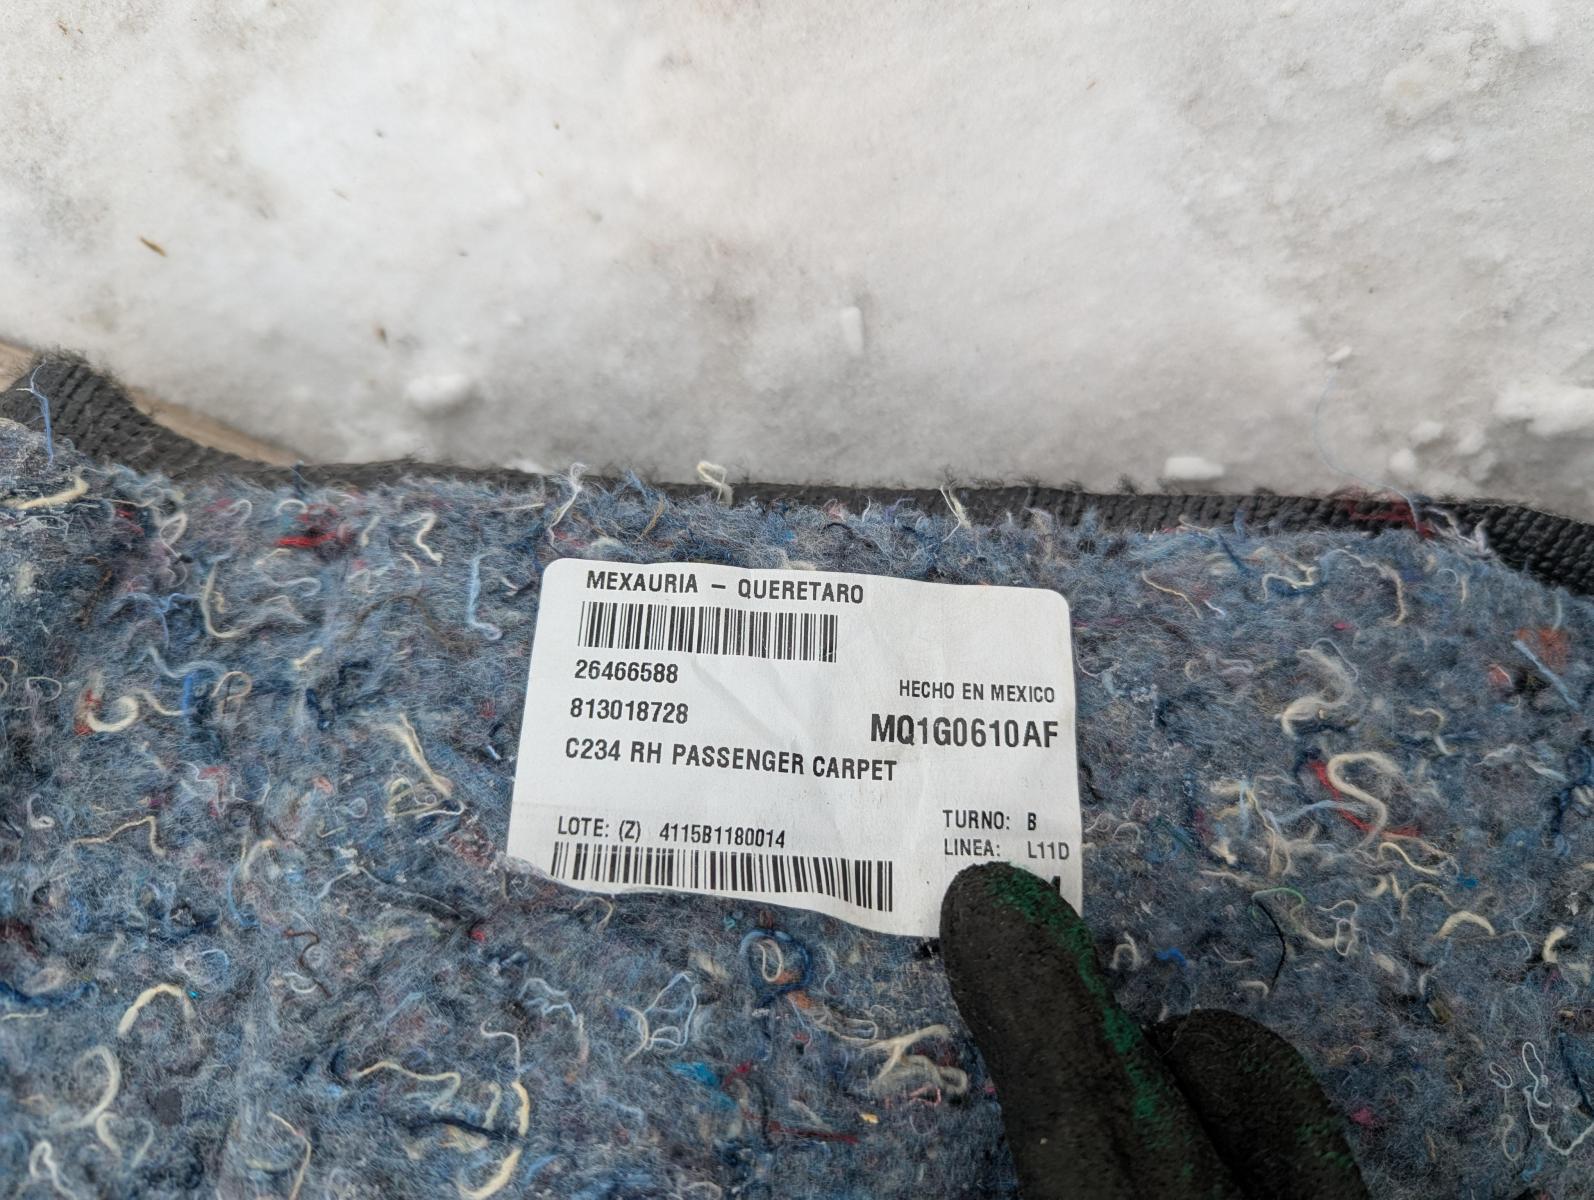 MEXAURIA – QUERETARO
26466588
813018728
C234 RH PASSENGER CARPET
HECHO EN MEXICO
MQ1G0610AF
LOTE: (Z) 4115B1180014
TURNO: B
LINEA: L11D